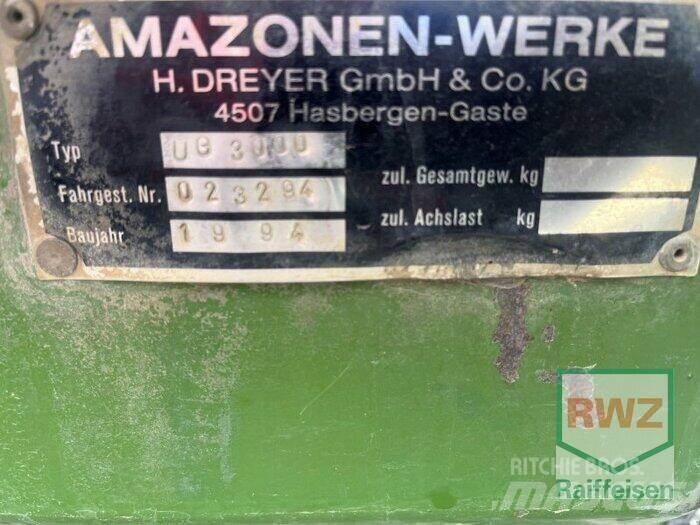 AMAZONEN-WERKE
H. DREYER GmbH & Co. KG
4507 Hasbergen-Gaste
Typ UG 3000
Fahrgest. Nr. 023294
Baujahr 1994
zul. Gesamtgew. kg
zul. Achslast kg
RWZ
RITCHIE BROS.
Raiffeisen